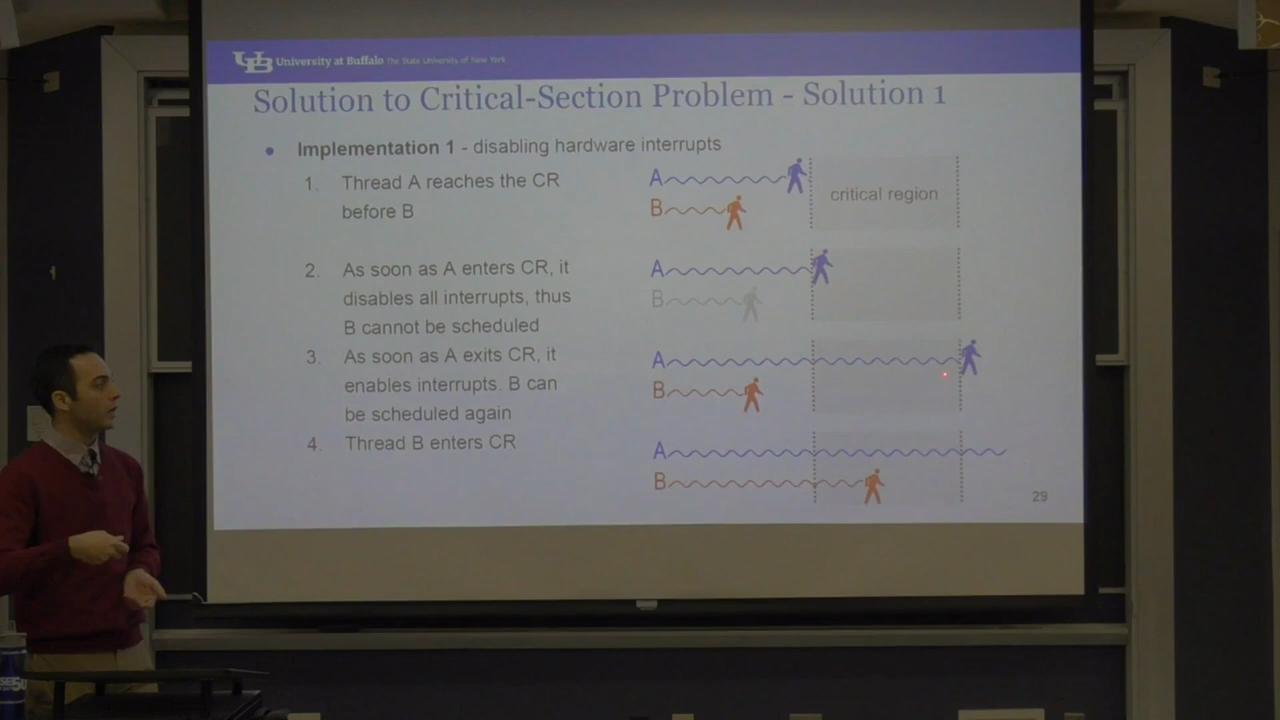 UB University at Buffalo The State University of New York
Solution to Critical-Section Problem - Solution 1
• Implementation 1 - disabling hardware interrupts
1. Thread A reaches the CR
before B
A
B
critical region
2. As soon as A enters CR, it
disables all interrupts, thus
B cannot be scheduled
A
B
3. As soon as A exits CR, it
enables interrupts. B can
be scheduled again
A
B
4. Thread B enters CR
A
B
29